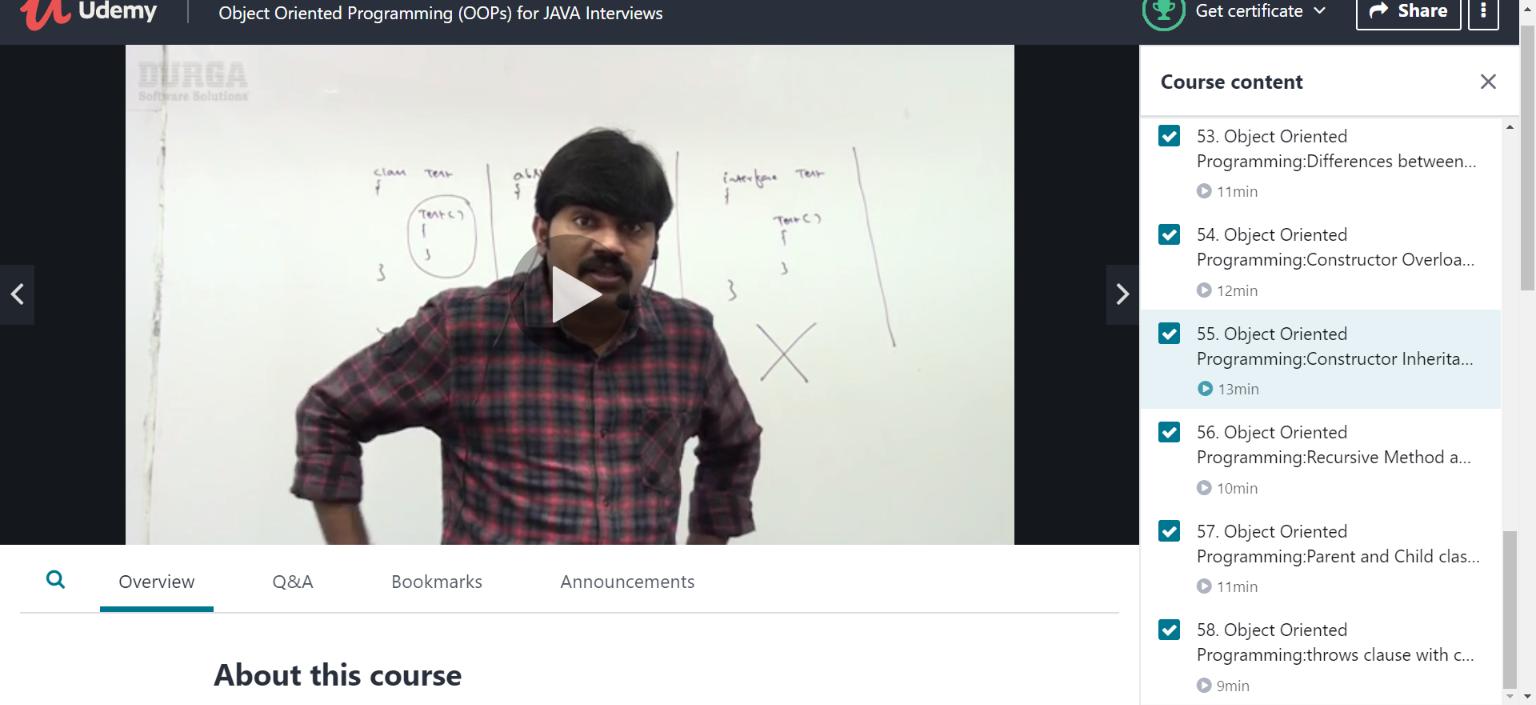 Udemy
Object Oriented Programming (OOPs) for JAVA Interviews
Get certificate
Share
DURGA
Software Solutions
class Test
{
Test()
{
}
}
{
interface Test
{
Test()
{
}
}
Course content
53. Object Oriented
Programming:Differences between...
11min
54. Object Oriented
Programming:Constructor Overloa...
12min
55. Object Oriented
Programming:Constructor Inherita...
13min
56. Object Oriented
Programming:Recursive Method a...
10min
57. Object Oriented
Programming:Parent and Child clas...
11min
58. Object Oriented
Programming:throws clause with c...
9min
Overview
Q&A
Bookmarks
Announcements
About this course